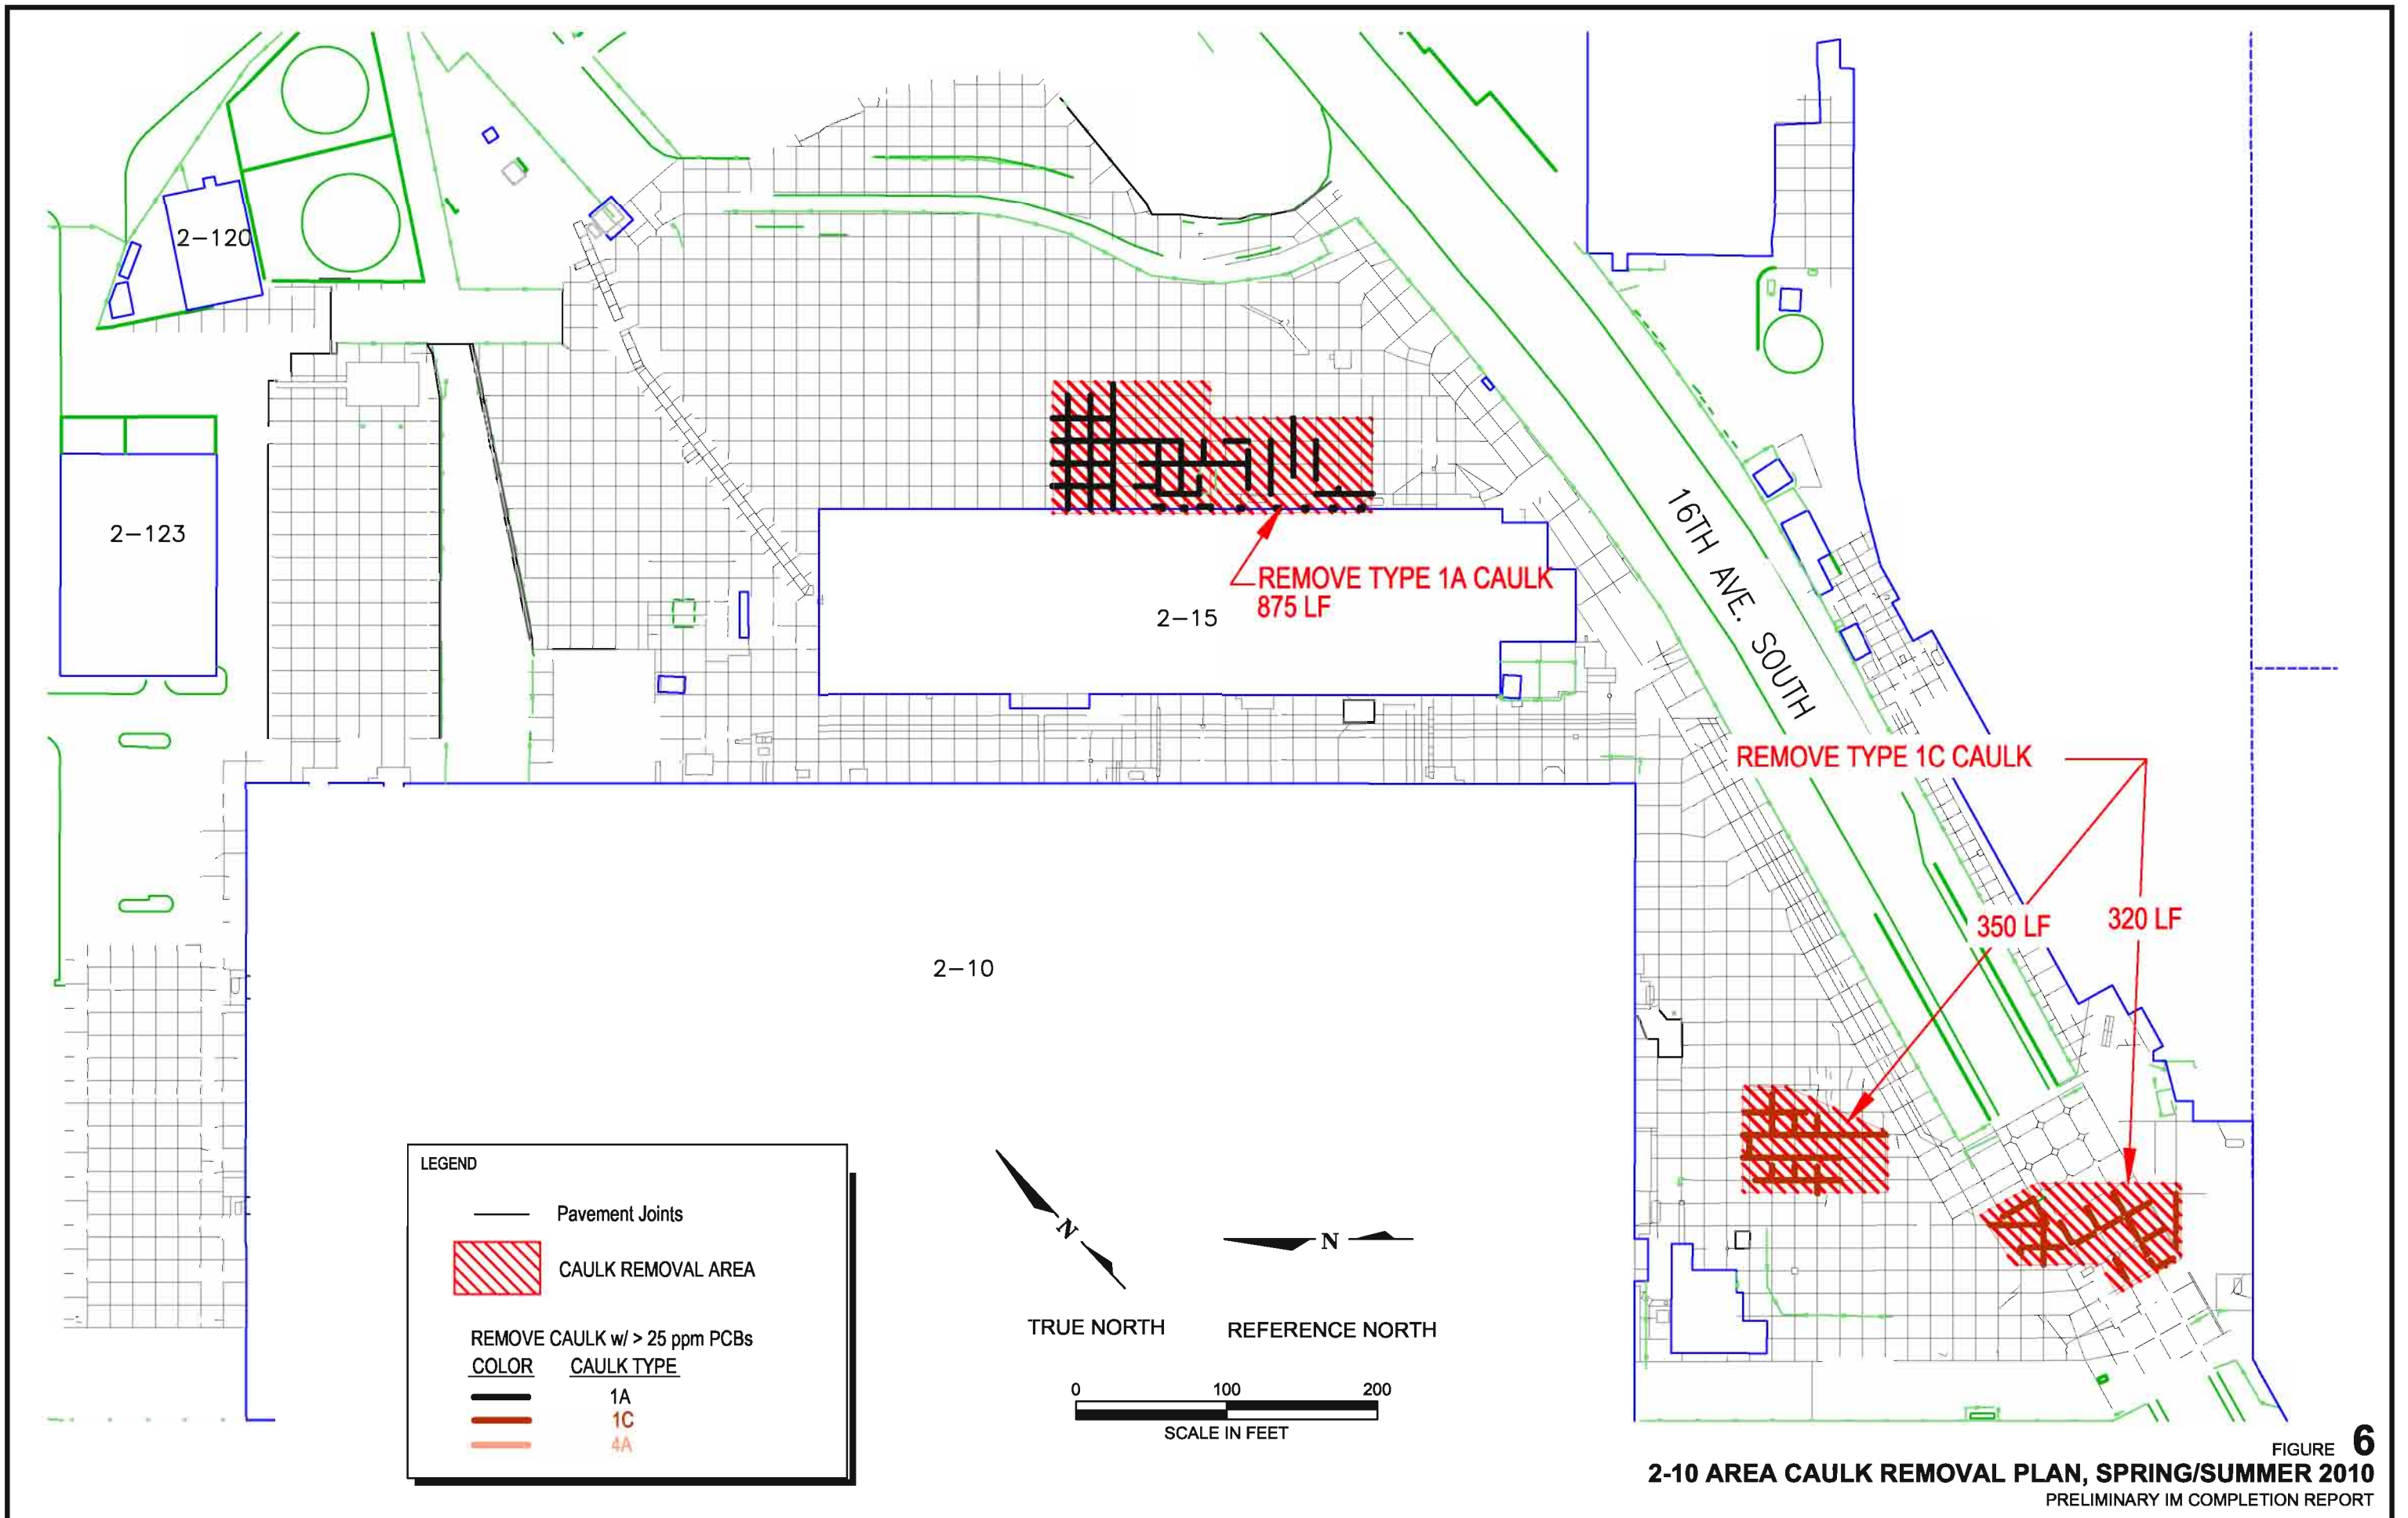 2-120
2-123
16TH AVE. SOUTH
REMOVE TYPE 1A CAULK
875 LF
2-15
REMOVE TYPE 1C CAULK
350 LF
320 LF
2-10
LEGEND
Pavement Joints
CAULK REMOVAL AREA
REMOVE CAULK w/ > 25 ppm PCBs
COLOR CAULK TYPE
1A
1C
4A
N
N
TRUE NORTH
REFERENCE NORTH
0 100 200
SCALE IN FEET
FIGURE 6
2-10 AREA CAULK REMOVAL PLAN, SPRING/SUMMER 2010
PRELIMINARY IM COMPLETION REPORT